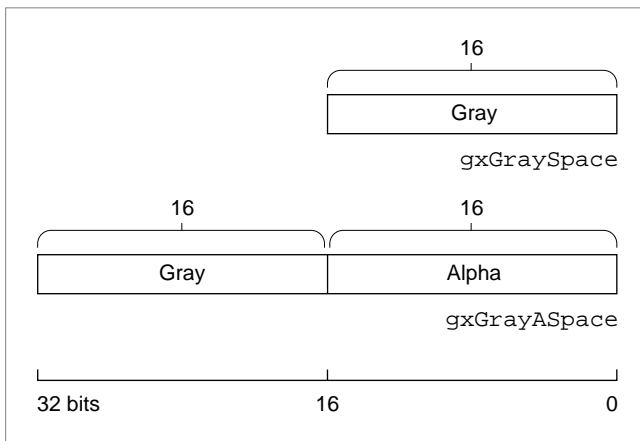 16
Gray
gxGraySpace
16 16
Gray Alpha
gxGrayASpace
32 bits 16 0